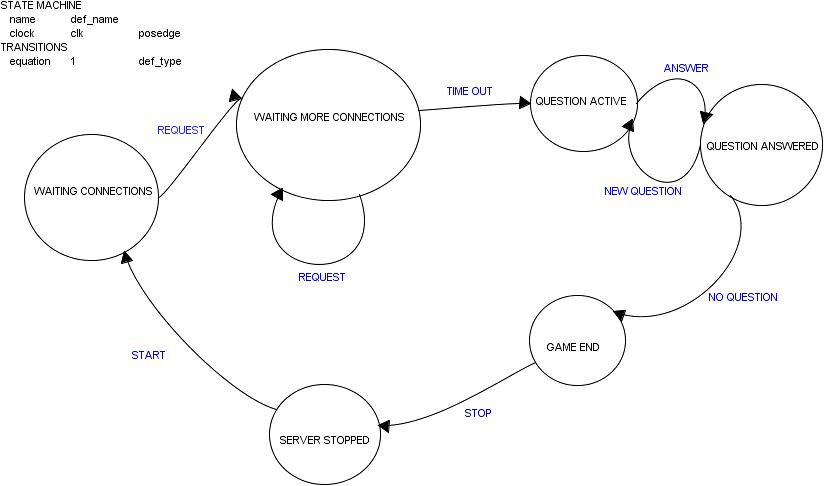 STATE MACHINE
name def_name
clock clk posedge
TRANSITIONS
equation 1 def_type
ANSWER
TIME OUT
QUESTION ACTIVE
WAITING MORE CONNECTIONS
REQUEST
QUESTION ANSWERED
WAITING CONNECTIONS
NEW QUESTION
REQUEST
NO QUESTION
GAME END
START
STOP
SERVER STOPPED